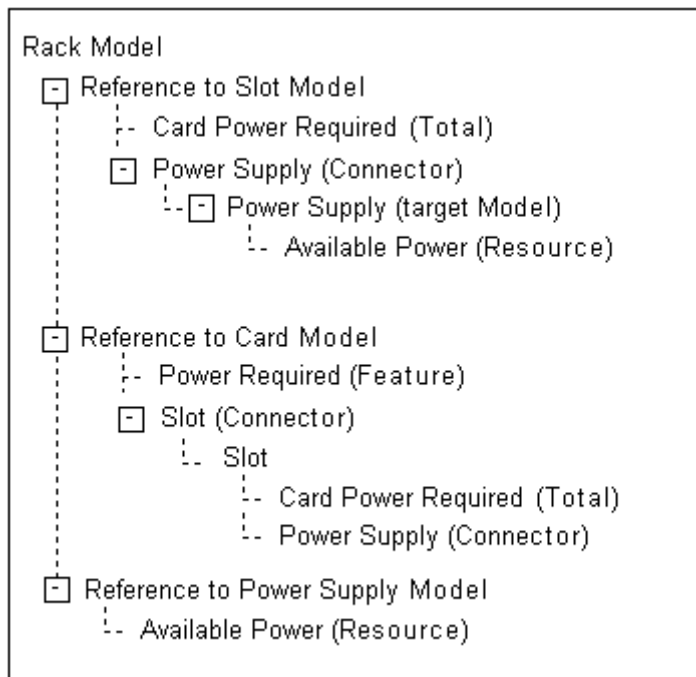 Rack Model
Reference to Slot Model
Card Power Required (Total)
Power Supply (Connector)
Power Supply (target Model)
Available Power (Resource)
Reference to Card Model
Power Required (Feature)
Slot (Connector)
Slot
Card Power Required (Total)
Power Supply (Connector)
Reference to Power Supply Model
Available Power (Resource)